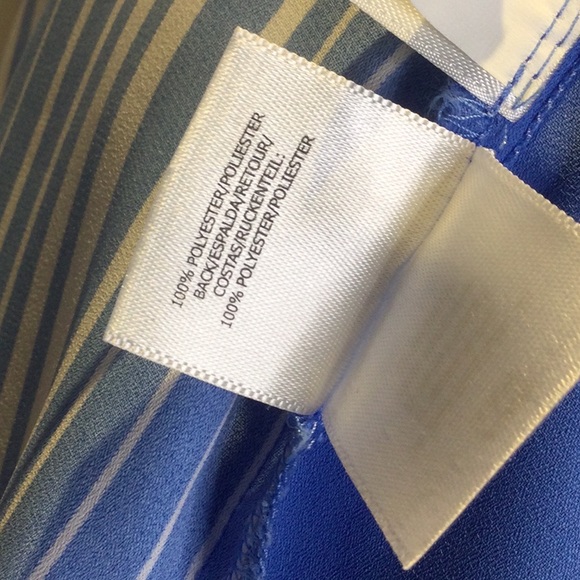 100% POLYESTER/POLIESTER
BACK/ESPALDA/RETOUR/
COSTAS/RUCKENTEIL:
100% POLYESTER/POLIESTER